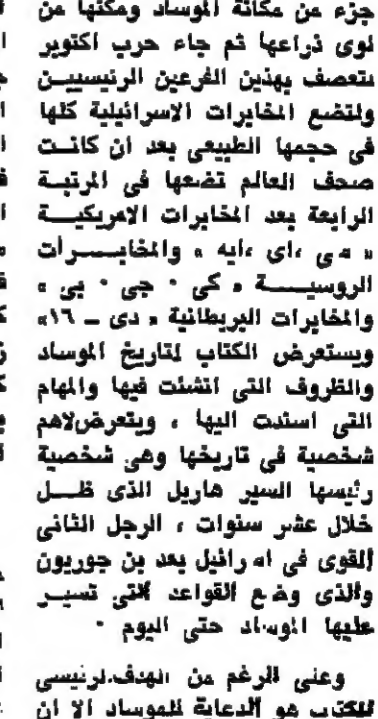 جزء من مكانة الموساد ومكنها من
لوى ذراعها ثم جاء حرب اكتوبر
لتعصف بهذين الفرعين الرئيسيين
ولتضع المخابرات الاسرائيلية كلها
فى حجمها الطبيعى بعد ان كانت
صحف العالم تضعها فى المرتبة
الرابعة بعد المخابرات الامريكية
« سى ،اى ،ايه » والمخابرات
الروسية « كى · جى · بى »
والمخابرات البريطانية « دى – ١٦»
ويستعرض الكتاب لتاريخ الموساد
والظروف التى انشئت فيها والمهام
التى اسندت اليها ، ويتعرض لاهم
شخصية فى تاريخها وهى شخصية
رئيسها السير هاريل الذى ظل
خلال عشر سنوات ، الرجل الثانى
القوى فى اسرائيل بعد بن جوريون
والذى وضع القواعد التى تسير
عليها الموساد حتى اليوم ·
وعلى الرغم من الهدف الرئيسى
للكتاب هو الدعاية للموساد الا ان